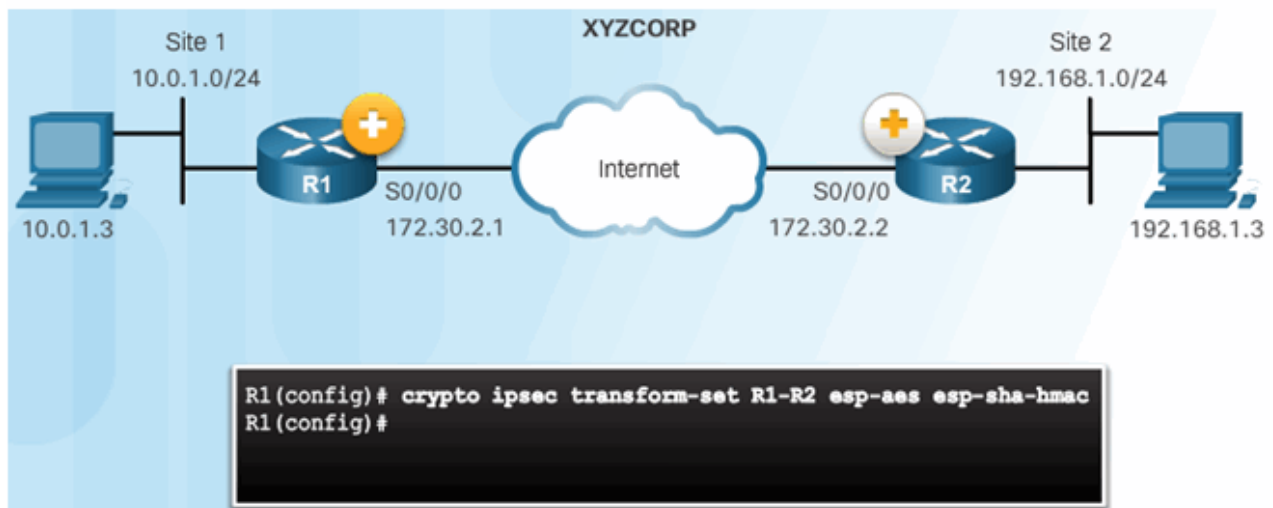 XYZCORP
Site 1
10.0.1.0/24
Site 2
192.168.1.0/24
R1
Internet
R2
S0/0/0
172.30.2.1
S0/0/0
172.30.2.2
10.0.1.3
192.168.1.3
R1(config)# crypto ipsec transform-set R1-R2 esp-aes esp-sha-hmac
R1(config)#